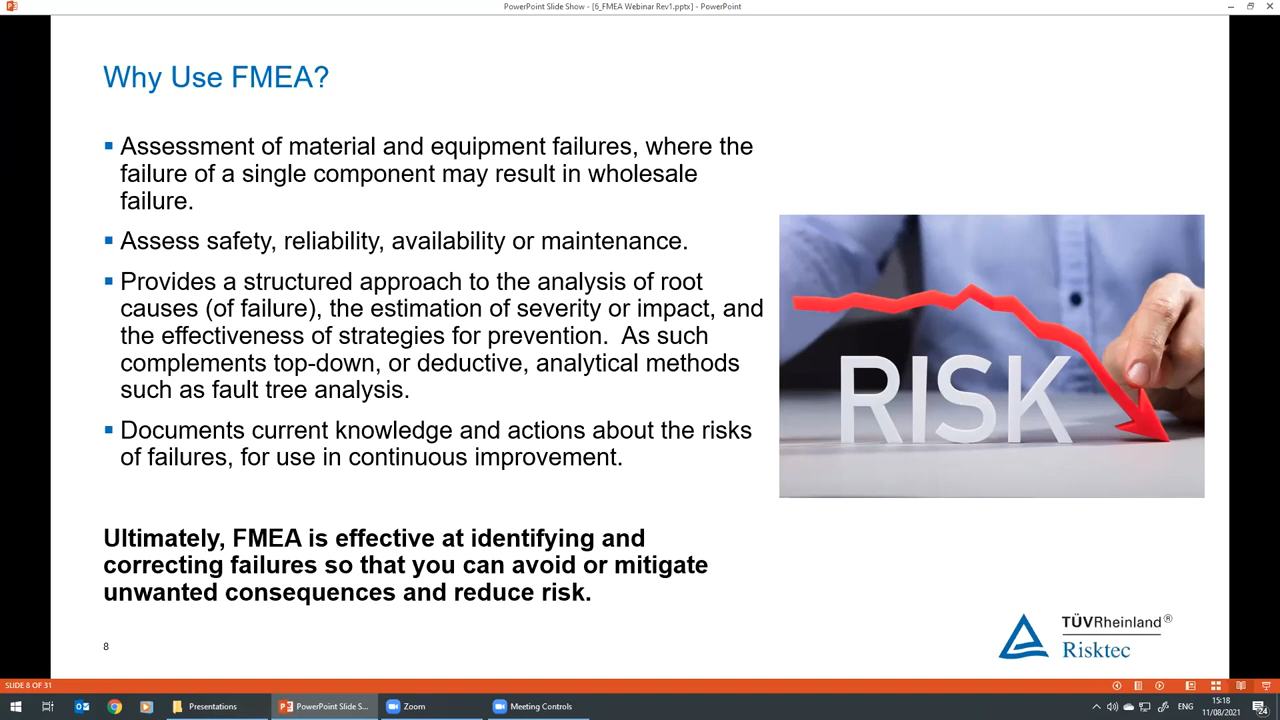 PowerPoint Slide Show - [6_FMEA Webinar Rev1.pptx] - PowerPoint
Why Use FMEA?
Assessment of material and equipment failures, where the
failure of a single component may result in wholesale
failure.
Assess safety, reliability, availability or maintenance.
Provides a structured approach to the analysis of root
causes (of failure), the estimation of severity or impact, and
the effectiveness of strategies for prevention. As such
complements top-down, or deductive, analytical methods
such as fault tree analysis.
Documents current knowledge and actions about the risks
of failures, for use in continuous improvement.
RISK
Ultimately, FMEA is effective at identifying and
correcting failures so that you can avoid or mitigate
unwanted consequences and reduce risk.
8
TÜVRheinland®
Risktec
SLIDE 8 OF 31
Presentations
PowerPoint Slide S...
Zoom
Meeting Controls
ENG
15:18
11/08/2021
24